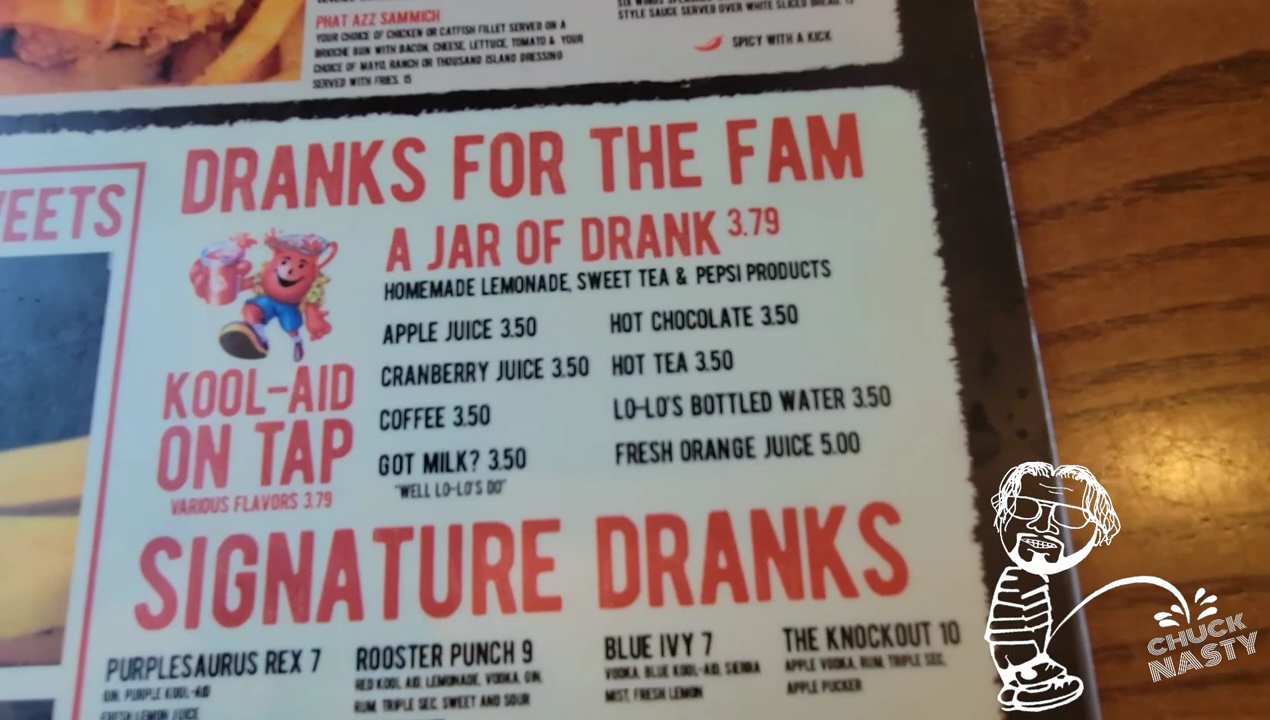 PHAT AZZ SAMMICH
YOUR CHOICE OF CHICKEN OR CATFISH FILLET SERVED ON A
BRIOCHE BUN WITH BACON, CHEESE, LETTUCE, TOMATO & YOUR
CHOICE OF MAYO, RANCH OR THOUSAND ISLAND DRESSING
SERVED WITH FRIES. 15
STYLE SAUCE SERVED OVER WHITE SLICED BREAD. 15
SPICY WITH A KICK
EETS
DRANKS FOR THE FAM
A JAR OF DRANK 3.79
HOMEMADE LEMONADE, SWEET TEA & PEPSI PRODUCTS
APPLE JUICE 3.50
CRANBERRY JUICE 3.50
COFFEE 3.50
GOT MILK? 3.50
"WELL LO-LO'S DO"
HOT CHOCOLATE 3.50
HOT TEA 3.50
LO-LO'S BOTTLED WATER 3.50
FRESH ORANGE JUICE 5.00
KOOL-AID
ON TAP
VARIOUS FLAVORS 3.79
SIGNATURE DRANKS
PURPLESAURUS REX 7
GIN, PURPLE KOOL-AID
FRESH LEMON JUICE
ROOSTER PUNCH 9
RED KOOL AID, LEMONADE, VODKA, GIN,
RUM, TRIPLE SEC, SWEET AND SOUR
BLUE IVY 7
VODKA, BLUE KOOL-AID, SIERRA
MIST, FRESH LEMON
THE KNOCKOUT 10
APPLE VODKA, RUM, TRIPLE SEC,
APPLE PUCKER
CHUCK
NASTY